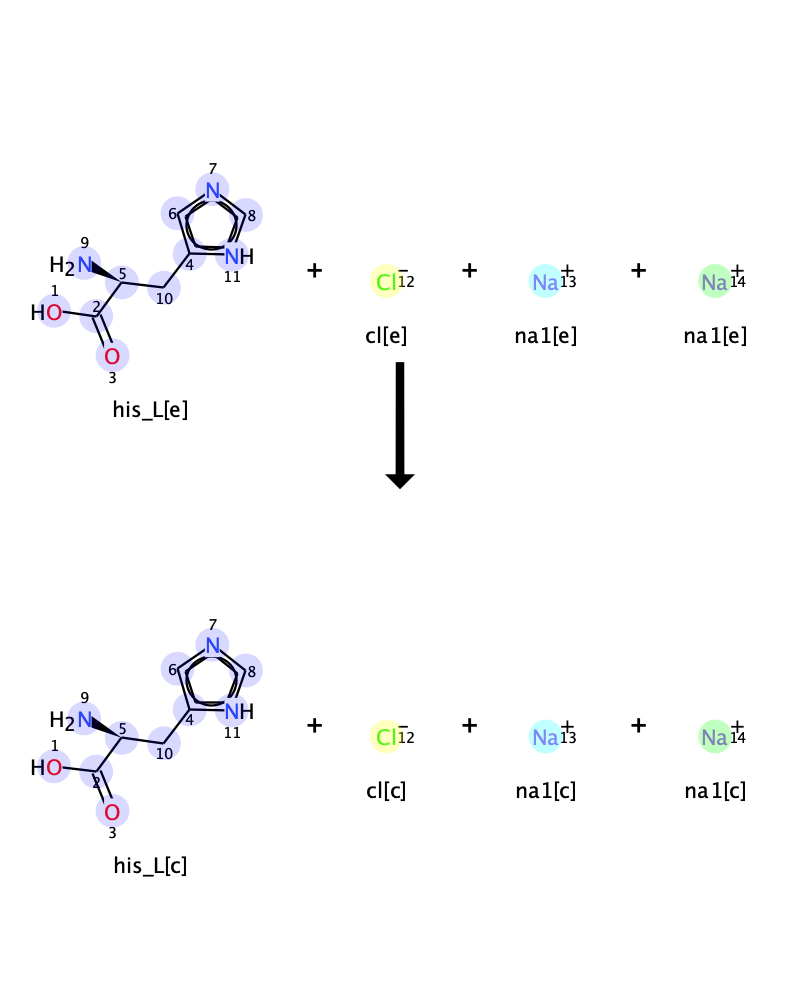 7
6 N 8
9
H2N 5 4 NH
11
1 10
HO 2
O
3
+ Cl − 12 + Na + 13 + Na + 14
his_L[e] cl[e] na1[e] na1[e]
7
6 N 8
9
H2N 5 4 NH
11
1 10
HO 2
O
3
+ Cl − 12 + Na + 13 + Na + 14
his_L[c] cl[c] na1[c] na1[c]